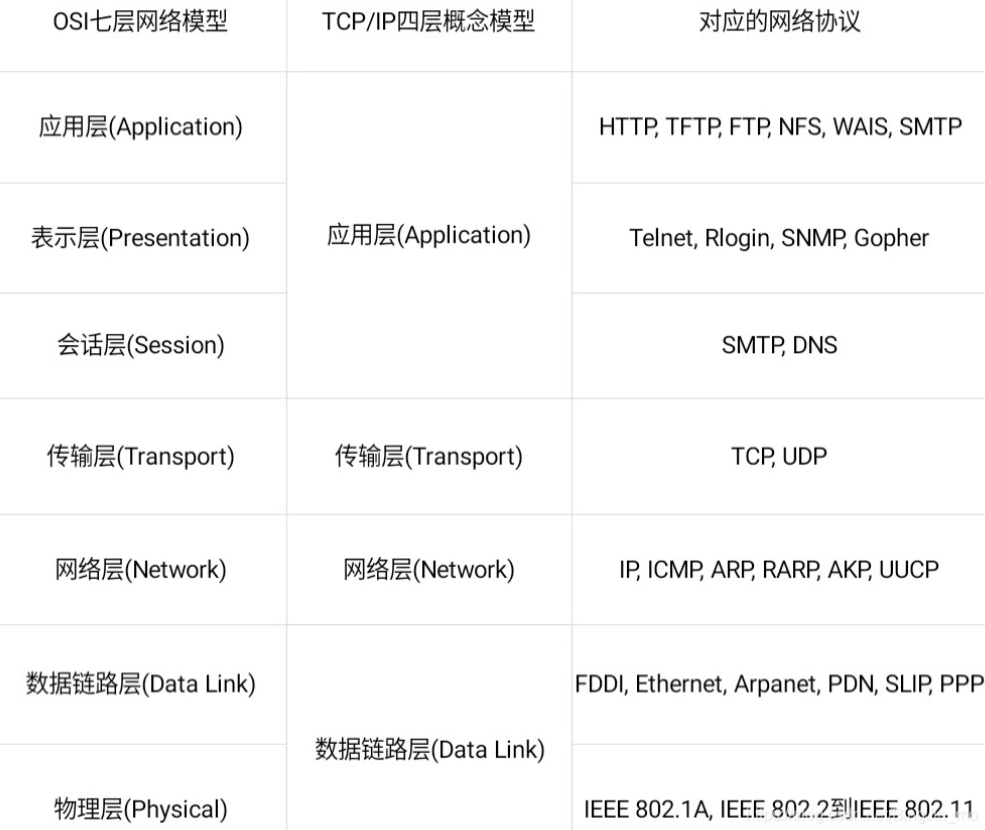 OSI七层网络模型 TCP/IP四层概念模型 对应的网络协议
应用层(Application) HTTP, TFTP, FTP, NFS, WAIS, SMTP
表示层(Presentation) 应用层(Application) Telnet, Rlogin, SNMP, Gopher
会话层(Session) SMTP, DNS
传输层(Transport) 传输层(Transport) TCP, UDP
网络层(Network) 网络层(Network) IP, ICMP, ARP, RARP, AKP, UUCP
数据链路层(Data Link) FDDI, Ethernet, Arpanet, PDN, SLIP, PPP
数据链路层(Data Link)
物理层(Physical) IEEE 802.1A, IEEE 802.2到IEEE 802.11